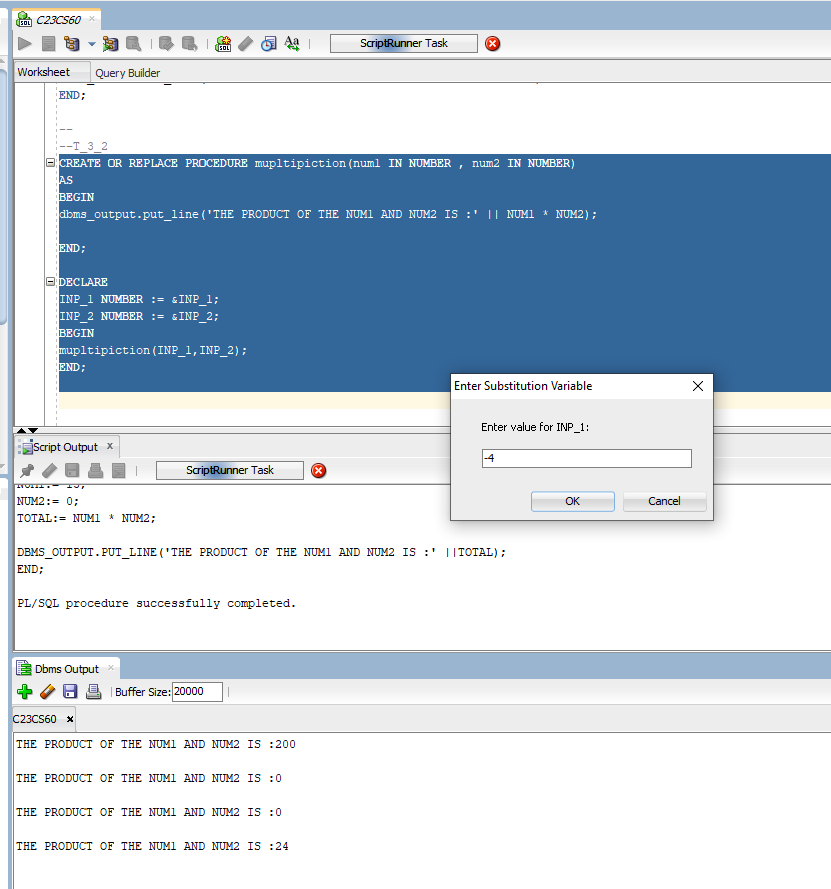 C23CS60
ScriptRunner Task
Worksheet Query Builder
END;
--
--T_3_2
CREATE OR REPLACE PROCEDURE mupltipiction(num1 IN NUMBER , num2 IN NUMBER)
AS
BEGIN
dbms_output.put_line('THE PRODUCT OF THE NUM1 AND NUM2 IS :' || NUM1 * NUM2);
END;
DECLARE
INP_1 NUMBER := &INP_1;
INP_2 NUMBER := &INP_2;
BEGIN
mupltipiction(INP_1,INP_2);
END;
Enter Substitution Variable
Enter value for INP_1:
-4
OK Cancel
Script Output
ScriptRunner Task
NUM2:= 0;
TOTAL:= NUM1 * NUM2;
DBMS_OUTPUT.PUT_LINE('THE PRODUCT OF THE NUM1 AND NUM2 IS :' ||TOTAL);
END;
PL/SQL procedure successfully completed.
Dbms Output
Buffer Size: 20000
C23CS60
THE PRODUCT OF THE NUM1 AND NUM2 IS :200
THE PRODUCT OF THE NUM1 AND NUM2 IS :0
THE PRODUCT OF THE NUM1 AND NUM2 IS :0
THE PRODUCT OF THE NUM1 AND NUM2 IS :24